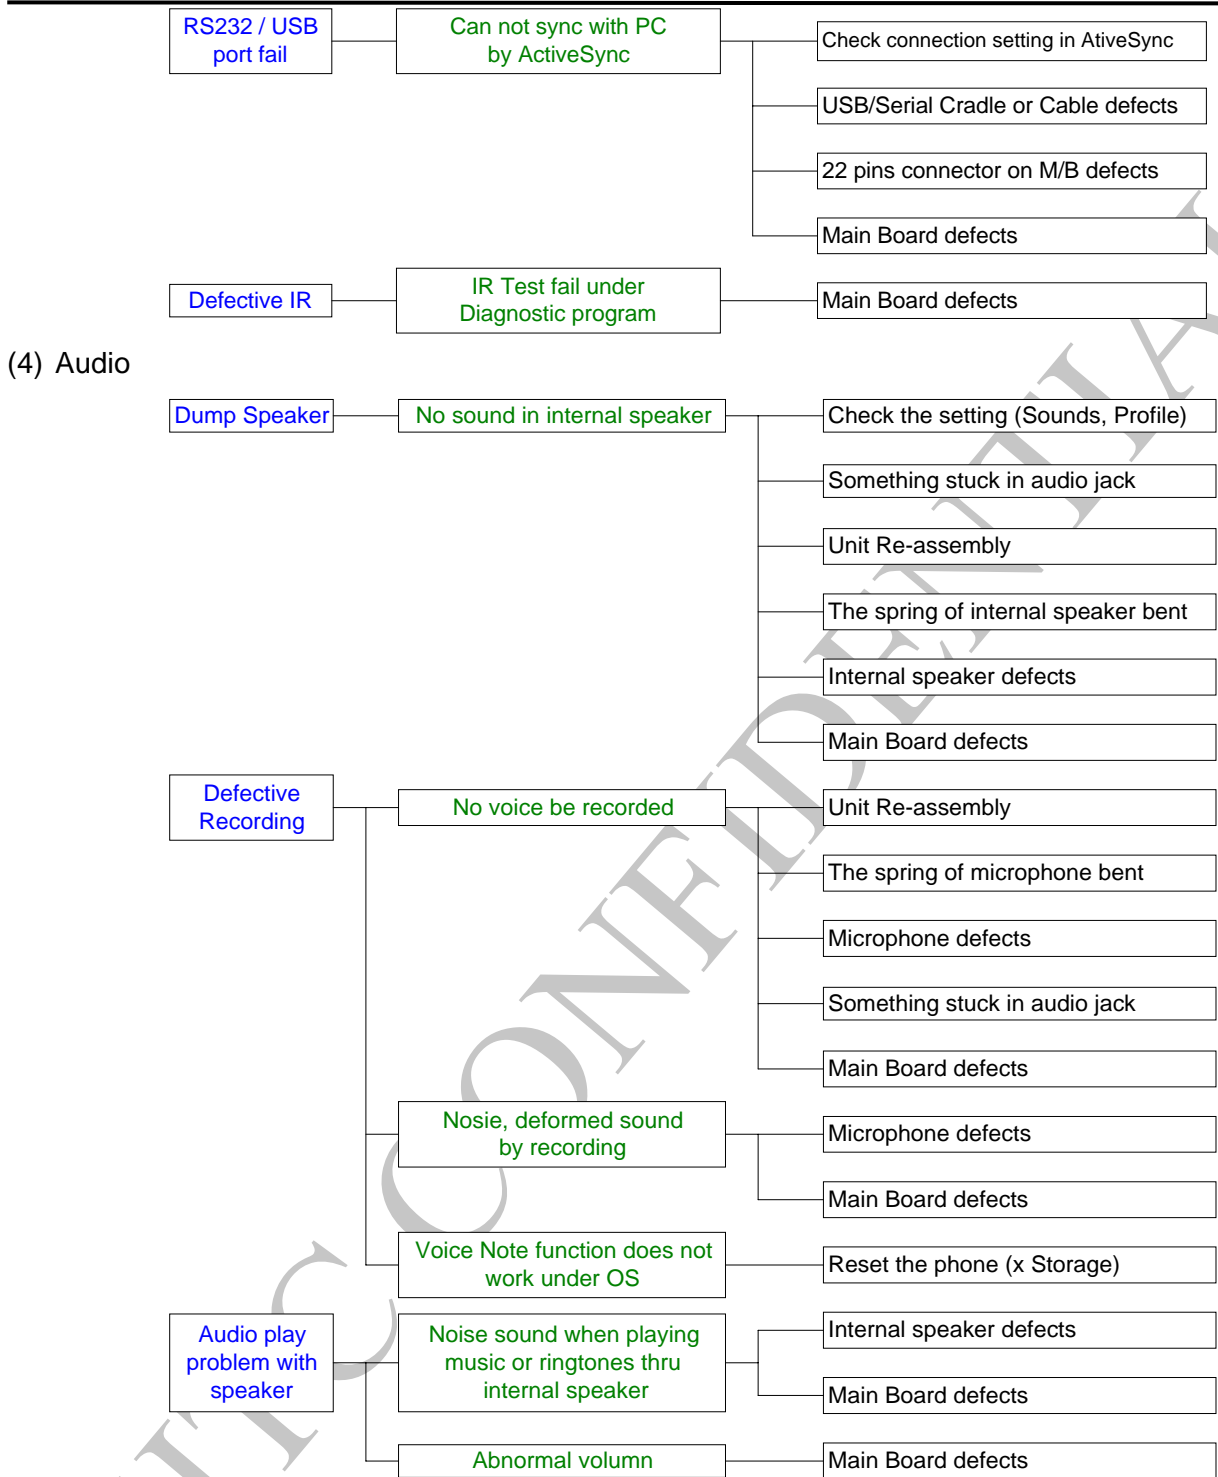 RS232 / USB
port fail
Can not sync with PC
by ActiveSync
Check connection setting in AtiveSync
USB/Serial Cradle or Cable defects
22 pins connector on M/B defects
Main Board defects
Defective IR
IR Test fail under
Diagnostic program
Main Board defects
(4) Audio
Dump Speaker
No sound in internal speaker
Check the setting (Sounds, Profile)
Something stuck in audio jack
Unit Re-assembly
The spring of internal speaker bent
Internal speaker defects
Main Board defects
Defective
Recording
No voice be recorded
Unit Re-assembly
The spring of microphone bent
Microphone defects
Something stuck in audio jack
Main Board defects
Nosie, deformed sound
by recording
Microphone defects
Main Board defects
Voice Note function does not
work under OS
Reset the phone (x Storage)
Audio play
problem with
speaker
Noise sound when playing
music or ringtones thru
internal speaker
Internal speaker defects
Main Board defects
Abnormal volumn
Main Board defects
TC CONFIDENTIAL